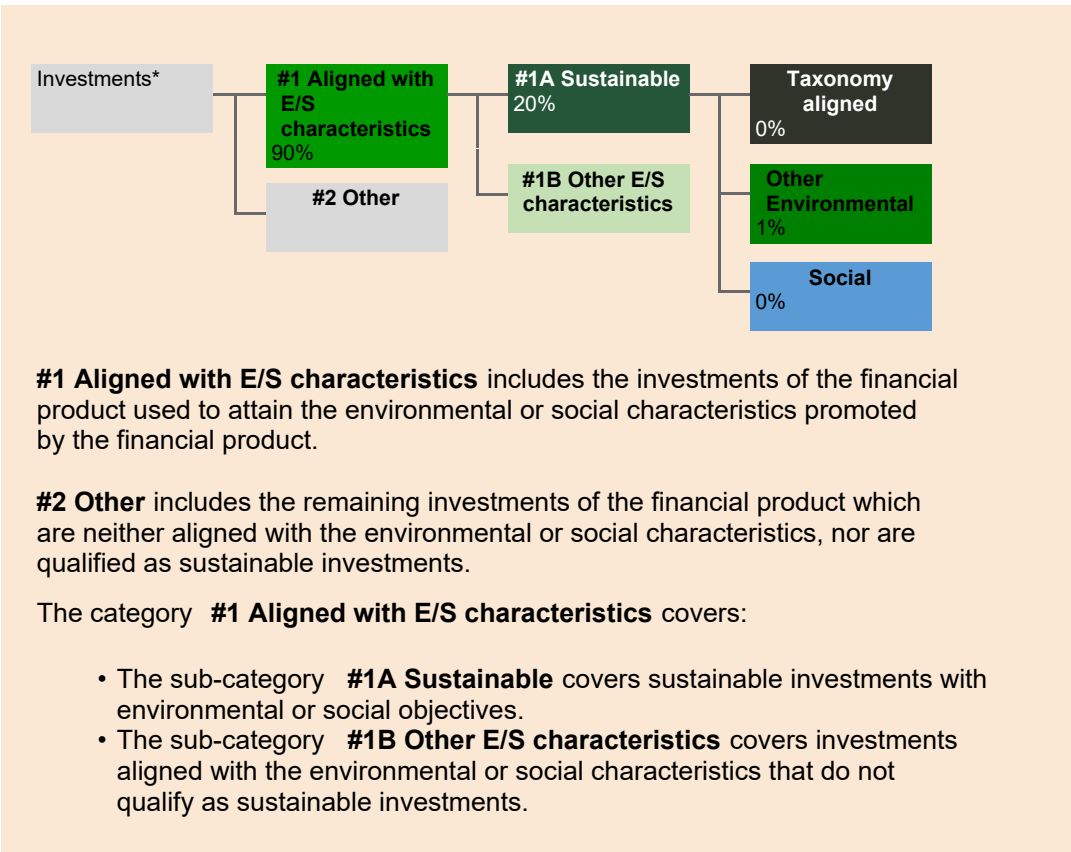 Investments*
#1 Aligned with
E/S
characteristics
90%
#2 Other
#1A Sustainable
20%
#1B Other E/S
characteristics
Taxonomy
aligned
0%
Other
Environmental
1%
Social
0%
#1 Aligned with E/S characteristics includes the investments of the financial
product used to attain the environmental or social characteristics promoted
by the financial product.
#2 Other includes the remaining investments of the financial product which
are neither aligned with the environmental or social characteristics, nor are
qualified as sustainable investments.
The category #1 Aligned with E/S characteristics covers:
• The sub-category #1A Sustainable covers sustainable investments with
environmental or social objectives.
• The sub-category #1B Other E/S characteristics covers investments
aligned with the environmental or social characteristics that do not
qualify as sustainable investments.